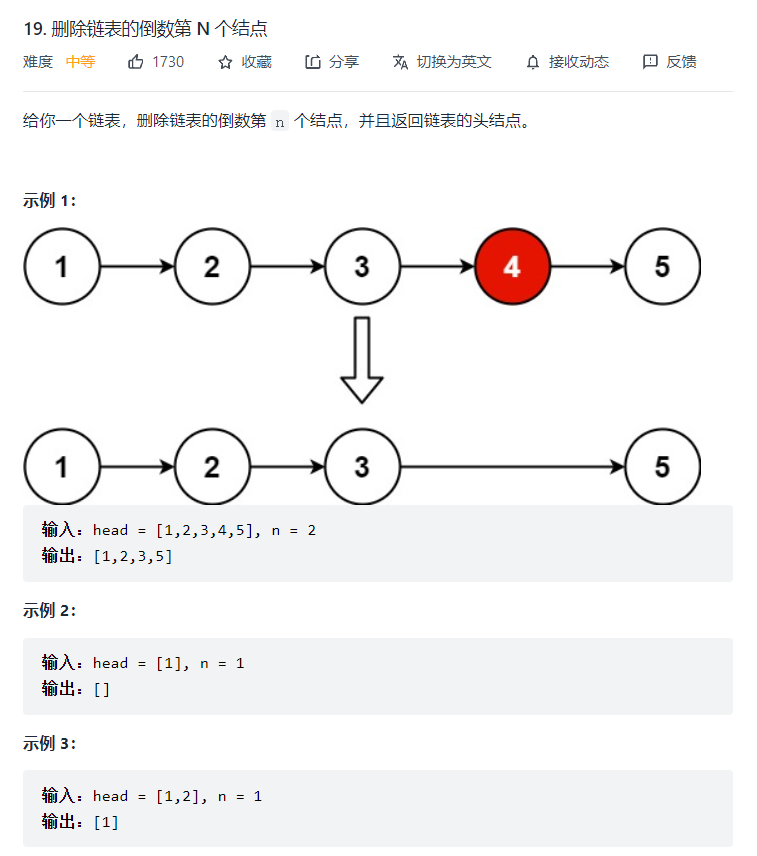 19. 删除链表的倒数第 N 个结点
难度 中等 1730 收藏 分享 切换为英文 接收动态 反馈
给你一个链表，删除链表的倒数第 n 个结点，并且返回链表的头结点。
示例 1：
1 2 3 4 5
1 2 3 5
输入：head = [1,2,3,4,5], n = 2
输出：[1,2,3,5]
示例 2：
输入：head = [1], n = 1
输出：[]
示例 3：
输入：head = [1,2], n = 1
输出：[1]